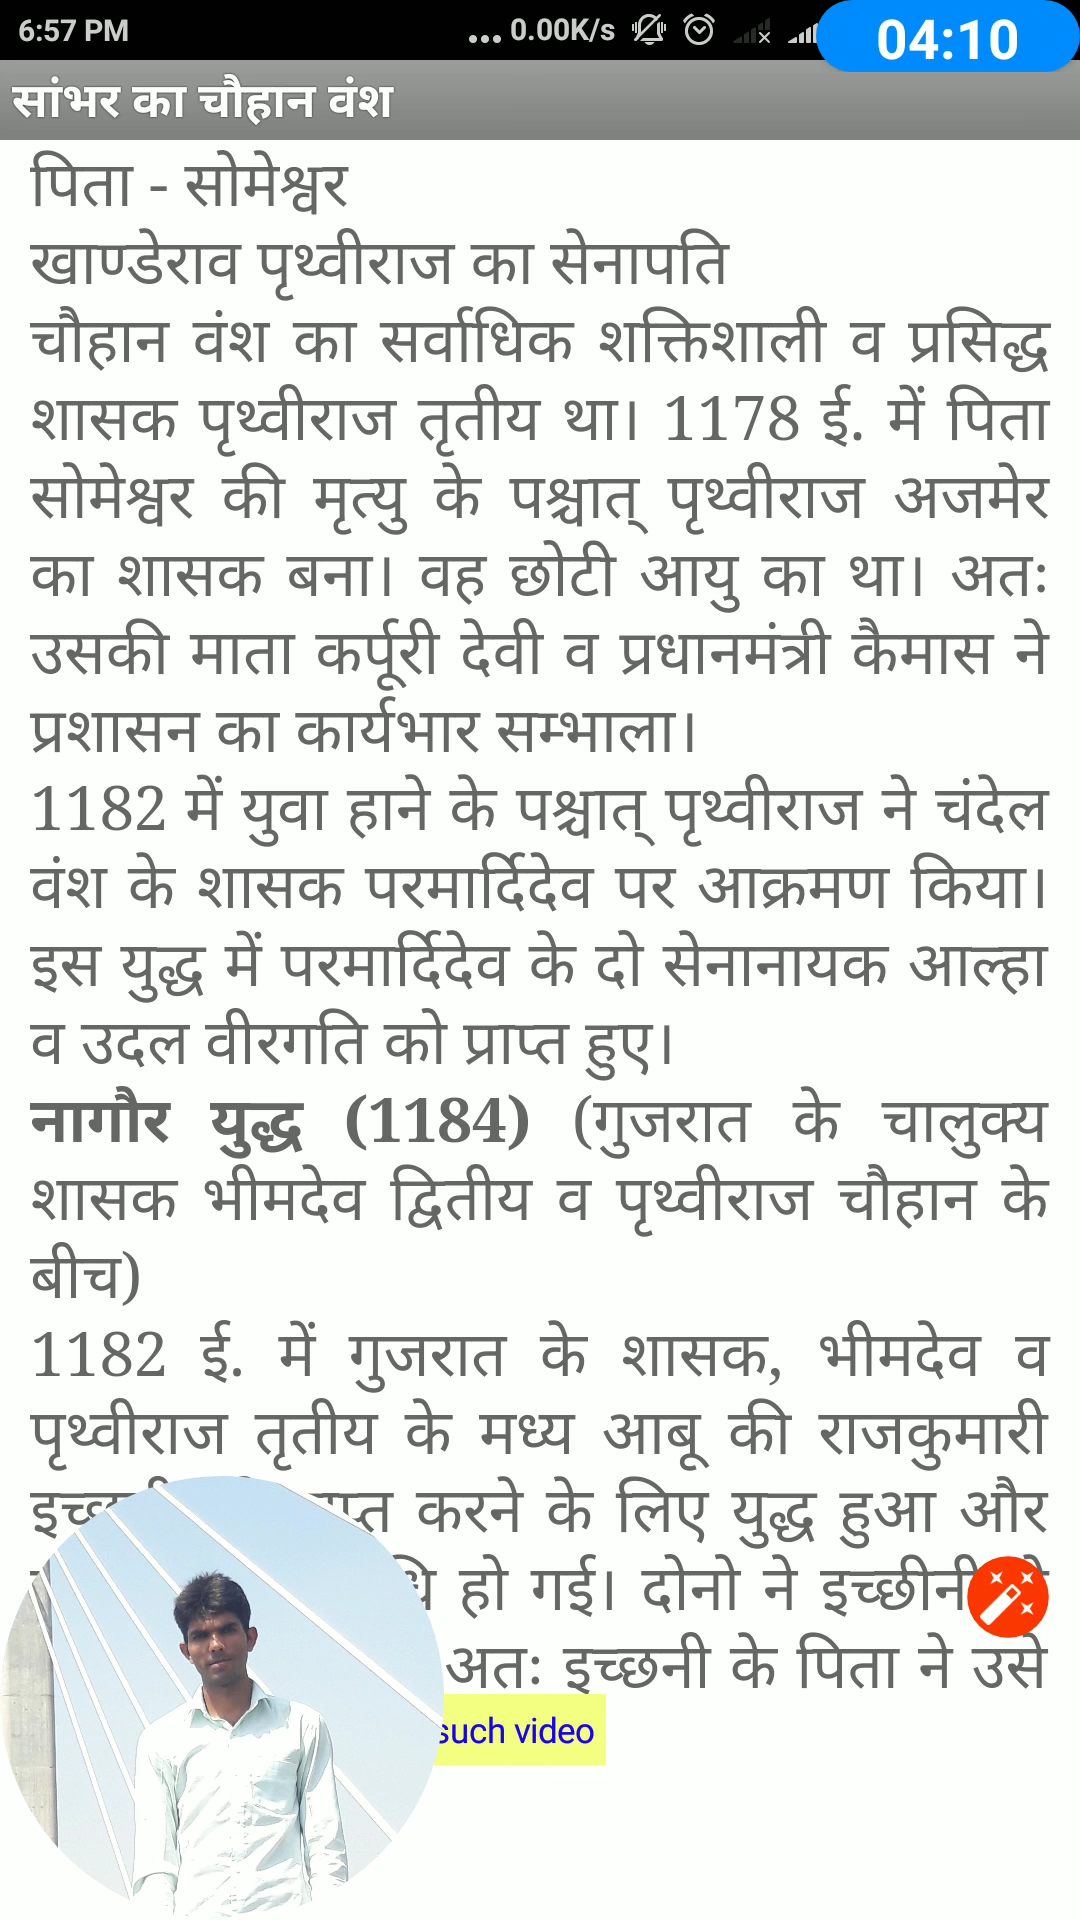 6:57 PM
... 0.00K/s
04:10
सांभर का चौहान वंश
पिता - सोमेश्वर
खाण्डेराव पृथ्वीराज का सेनापति
चौहान वंश का सर्वाधिक शक्तिशाली व प्रसिद्ध
शासक पृथ्वीराज तृतीय था। 1178 ई. में पिता
सोमेश्वर की मृत्यु के पश्चात् पृथ्वीराज अजमेर
का शासक बना। वह छोटी आयु का था। अतः
उसकी माता कर्पूरी देवी व प्रधानमंत्री कैमास ने
प्रशासन का कार्यभार सम्भाला।
1182 में युवा हाने के पश्चात् पृथ्वीराज ने चंदेल
वंश के शासक परमार्दिदेव पर आक्रमण किया।
इस युद्ध में परमार्दिदेव के दो सेनानायक आल्हा
व उदल वीरगति को प्राप्त हुए।
नागौर युद्ध (1184) (गुजरात के चालुक्य
शासक भीमदेव द्वितीय व पृथ्वीराज चौहान के
बीच)
1182 ई. में गुजरात के शासक, भीमदेव व
पृथ्वीराज तृतीय के मध्य आबू की राजकुमारी
करने के लिए युद्ध हुआ और
हो गई। दोनो ने
अतः इच्छनी के पिता ने उसे
such video